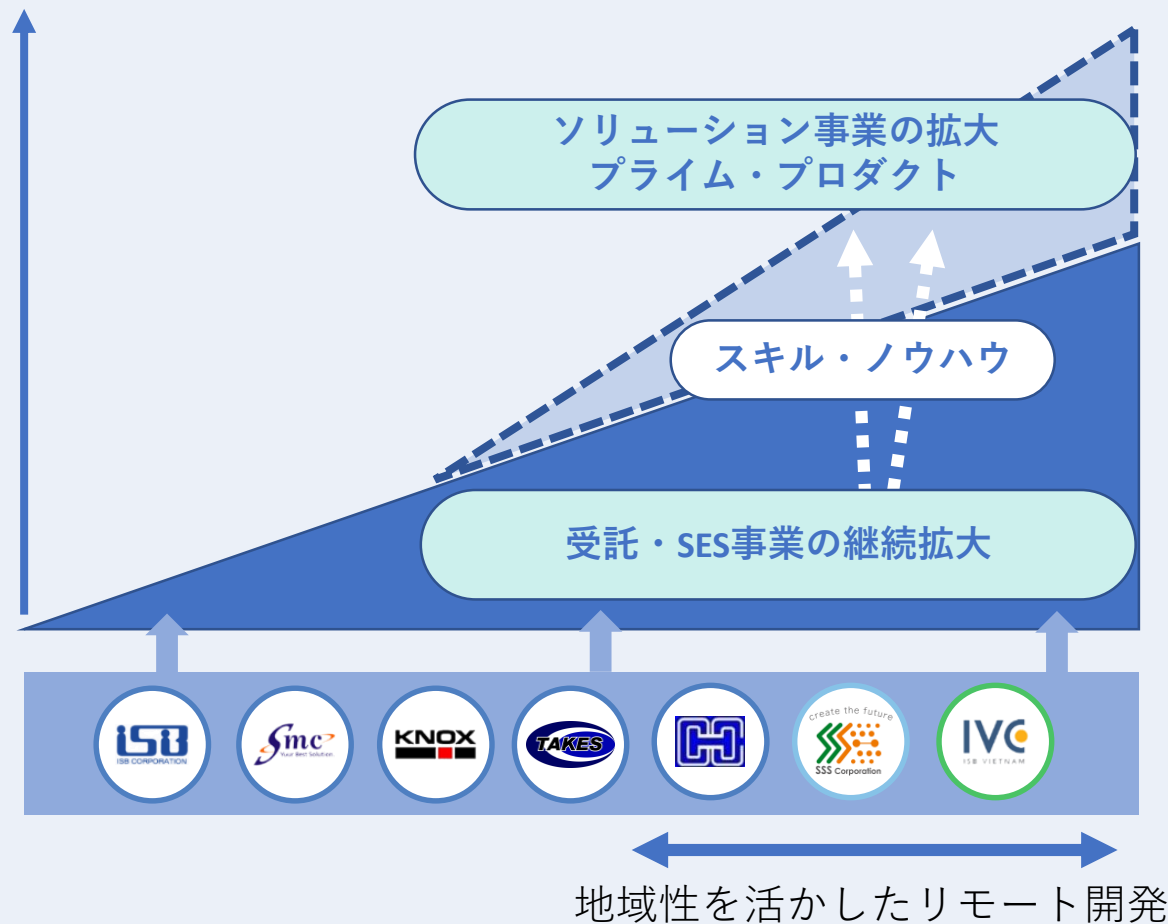 ソリューション事業の拡大
プライム・プロダクト
スキル・ノウハウ
受託・SES事業の継続拡大
iSB
ISB CORPORATION
Smc
Your Best Solution
KNOX
TAKES
create the future
SSS Corporation
IVC
ISB VIETNAM
地域性を活かしたリモート開発